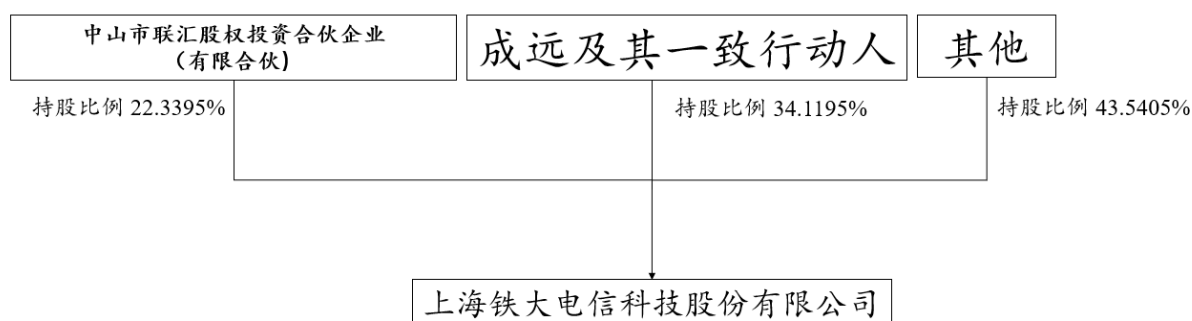 中山市联汇股权投资合伙企业
（有限合伙）
成远及其一致行动人
其他
持股比例 22.3395%
持股比例 34.1195%
持股比例 43.5405%
上海铁大电信科技股份有限公司